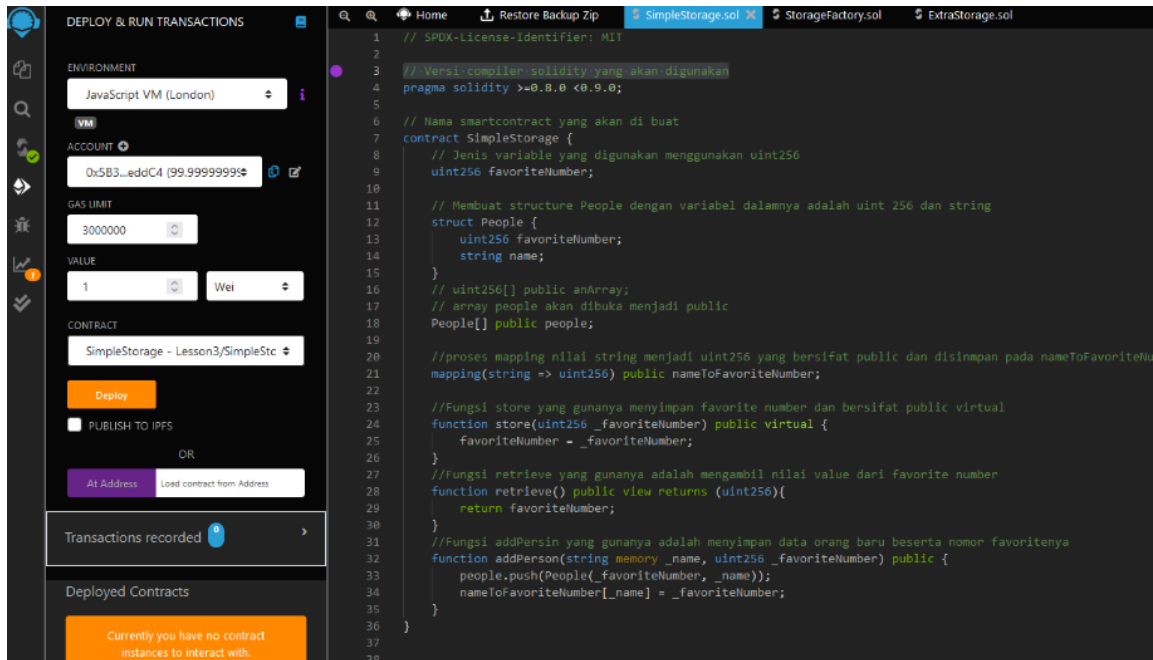 DEPLOY & RUN TRANSACTIONS
ENVIRONMENT
JavaScript VM (London)
i
VM
ACCOUNT
0x5B3...eddC4 (99.9999999
GAS LIMIT
3000000
VALUE
1 Wei
CONTRACT
SimpleStorage - Lesson3/SimpleStc
Deploy
PUBLISH TO IPFS
OR
At Address Load contract from Address
Transactions recorded 0
Deployed Contracts
Currently you have no contract
instances to interact with.
1
Home Restore Backup Zip SimpleStorage.sol StorageFactory.sol ExtraStorage.sol
1 // SPDX-License-Identifier: MIT
2
3 // Versi compiler solidity yang akan digunakan
4 pragma solidity >=0.8.0 <0.9.0;
5
6 // Nama smartcontract yang akan di buat
7 contract SimpleStorage {
8 // Jenis variable yang digunakan menggunakan uint256
9 uint256 favoriteNumber;
10
11 // Membuat structure People dengan variabel dalamnya adalah uint 256 dan string
12 struct People {
13 uint256 favoriteNumber;
14 string name;
15 }
16 // uint256[] public anArray;
17 // array people akan dibuka menjadi public
18 People[] public people;
19
20 //proses mapping nilai string menjadi uint256 yang bersifat public dan disinmpan pada nameToFavoriteNu
21 mapping(string => uint256) public nameToFavoriteNumber;
22
23 //Fungsi store yang gunanya menyimpan favorite number dan bersifat public virtual
24 function store(uint256 _favoriteNumber) public virtual {
25 favoriteNumber = _favoriteNumber;
26 }
27 //Fungsi retrieve yang gunanya adalah mengambil nilai value dari favorite number
28 function retrieve() public view returns (uint256){
29 return favoriteNumber;
30 }
31 //Fungsi addPersin yang gunanya adalah menyimpan data orang baru beserta nomor favoritenya
32 function addPerson(string memory _name, uint256 _favoriteNumber) public {
33 people.push(People(_favoriteNumber, _name));
34 nameToFavoriteNumber[_name] = _favoriteNumber;
35 }
36 }
37
38